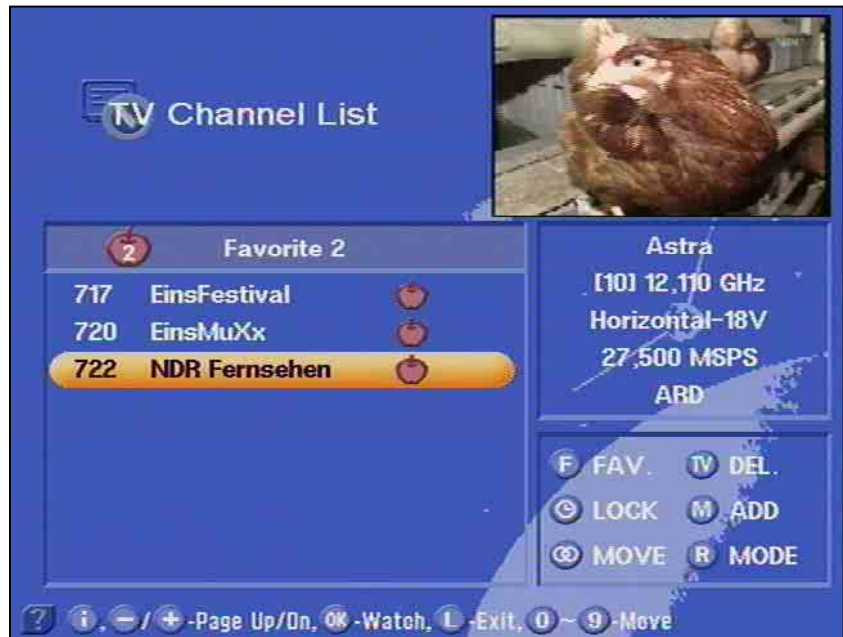 TV Channel List
2 Favorite 2
717 EinsFestival
720 EinsMuXx
722 NDR Fernsehen
Astra
[10] 12,110 GHz
Horizontal-18V
27,500 MSPS
ARD
F FAV. TV DEL.
LOCK M ADD
MOVE R MODE
? i, -/+ -Page Up/Dn, OK -Watch, L -Exit, 0 ~ 9 -Move